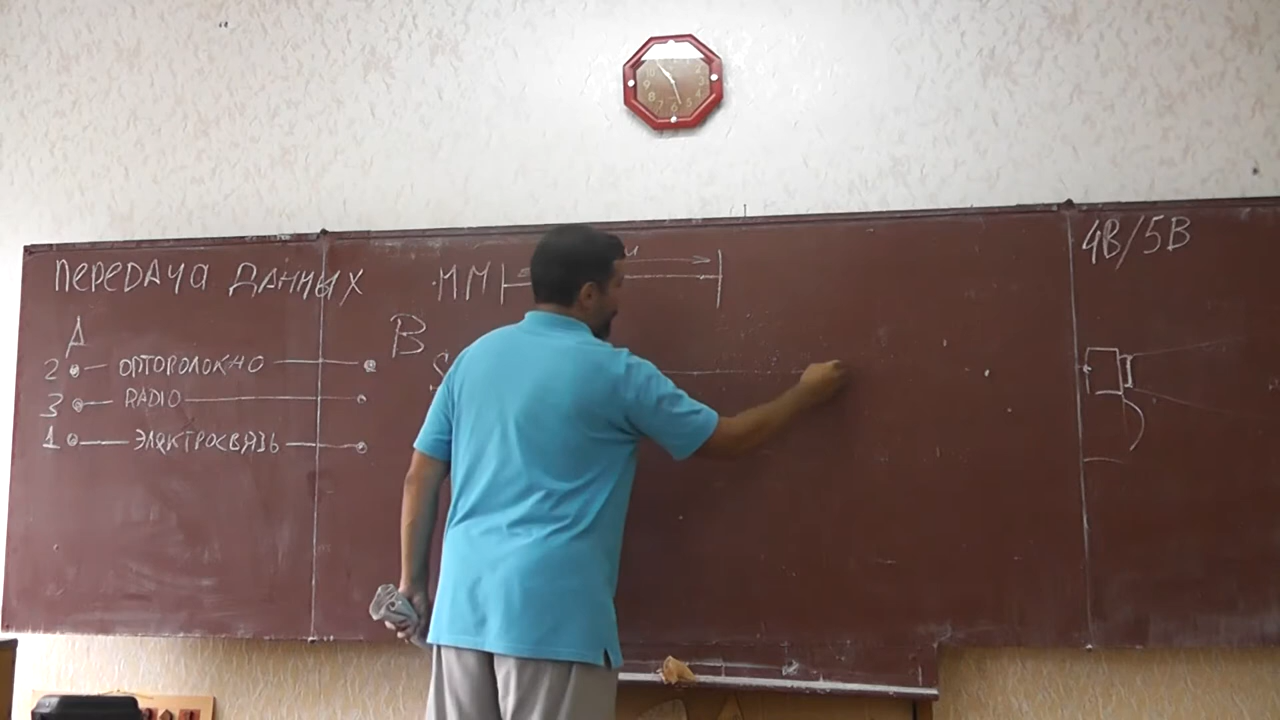 ПЕРЕДАЧА ДАННЫХ
А
В
2 ОПТОВОЛОКНО
3 RADIO
1 ЭЛЕКТРОСВЯЗЬ
ММ
S
4В/5В